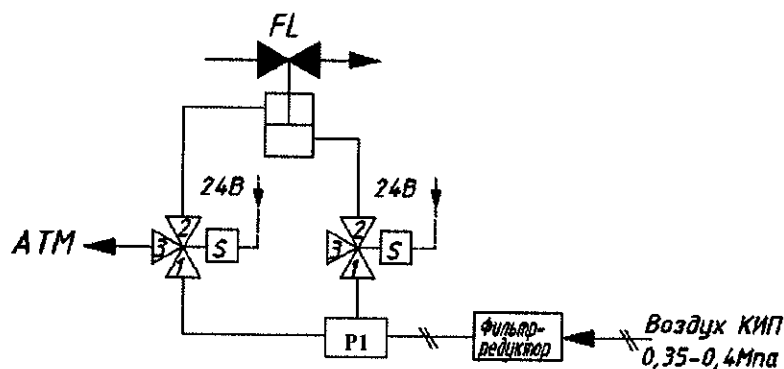 FL
24В
24В
2
3
S
1
2
3
S
1
АТМ
P1
Фильтр-
редуктор
Воздух КИП
0,35-0,4Мпа